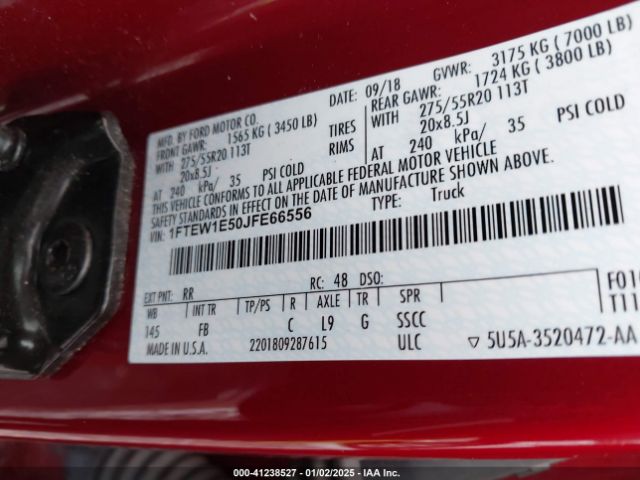 MFD. BY FORD MOTOR CO. DATE: 09/18 GVWR: 3175 KG ( 7000 LB)
FRONT GAWR: 1565 KG ( 3450 LB) REAR GAWR: 1724 KG ( 3800 LB)
WITH 275/55R20 113T TIRES WITH 275/55R20 113T
20x8.5J RIMS 20x8.5J
AT 240 kPa/ 35 PSI COLD AT 240 kPa/ 35 PSI COLD
THIS VEHICLE CONFORMS TO ALL APPLICABLE FEDERAL MOTOR VEHICLE
SAFETY STANDARDS IN EFFECT ON THE DATE OF MANUFACTURE SHOWN ABOVE.
VIN: 1FTEW1E50JFE66556 TYPE: Truck
EXT PNT: RR RC: 48 DSO:
WB INT TR TP/PS R AXLE TR SPR
145 FB C L9 G SSCC
MADE IN U.S.A. 2201809287615 ULC
▽ 5U5A-3520472-AA
00-41238527 - 01/02/2025 - IAA Inc.